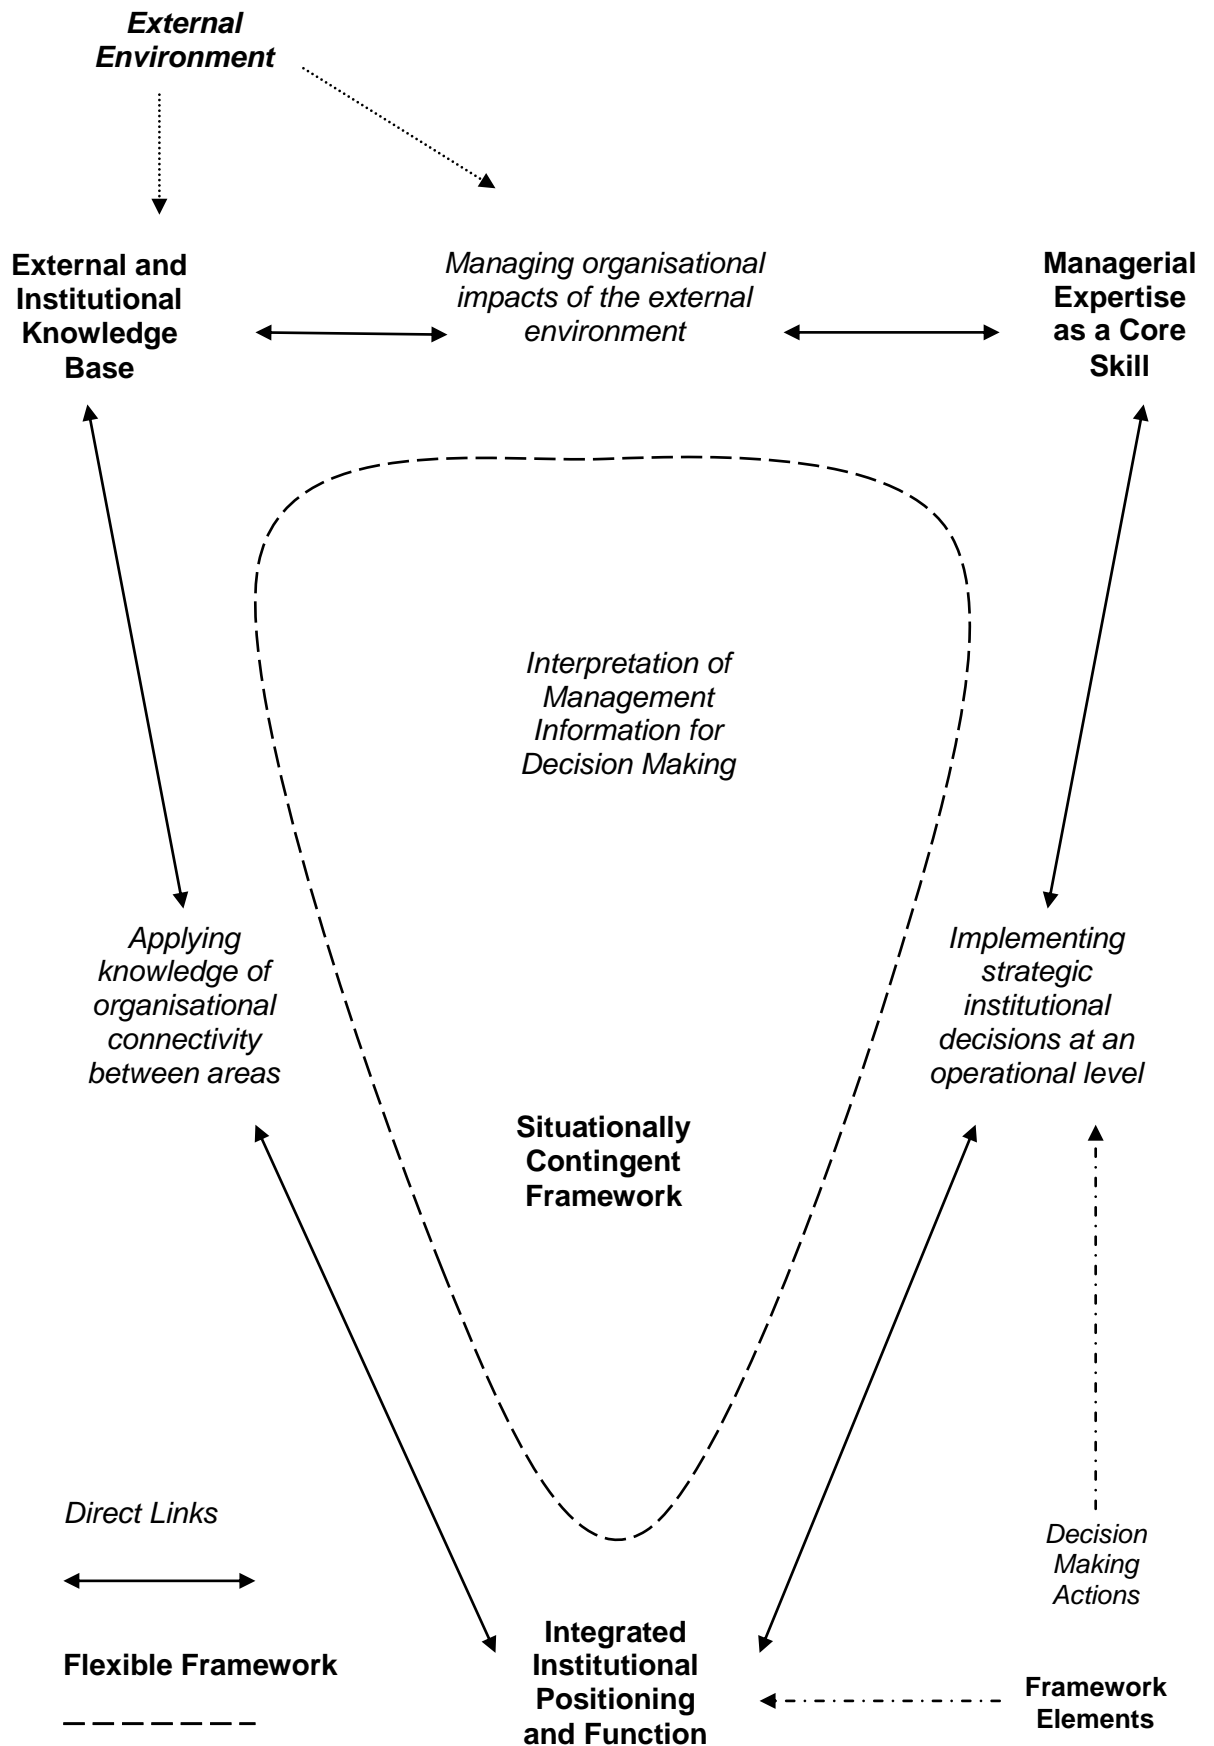 External
Environment
External and
Institutional
Knowledge
Base
Managing organisational
impacts of the external
environment
Managerial
Expertise
as a Core
Skill
Interpretation of
Management
Information for
Decision Making
Applying
knowledge of
organisational
connectivity
between areas
Implementing
strategic
institutional
decisions at an
operational level
Situationally
Contingent
Framework
Direct Links
Decision
Making
Actions
Flexible Framework
Integrated
Institutional
Positioning
and Function
Framework
Elements